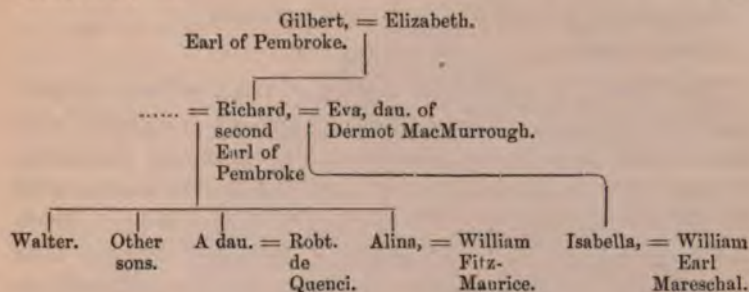 Gilbert, = Elizabeth.
Earl of Pembroke.
...... = Richard, = Eva, dau. of
second Dermot MacMurrough.
Earl of
Pembroke
Walter. Other A dau. = Robt. Alina, = William Isabella, = William
sons. de Fitz- Earl
Quenci. Maurice. Mareschal.